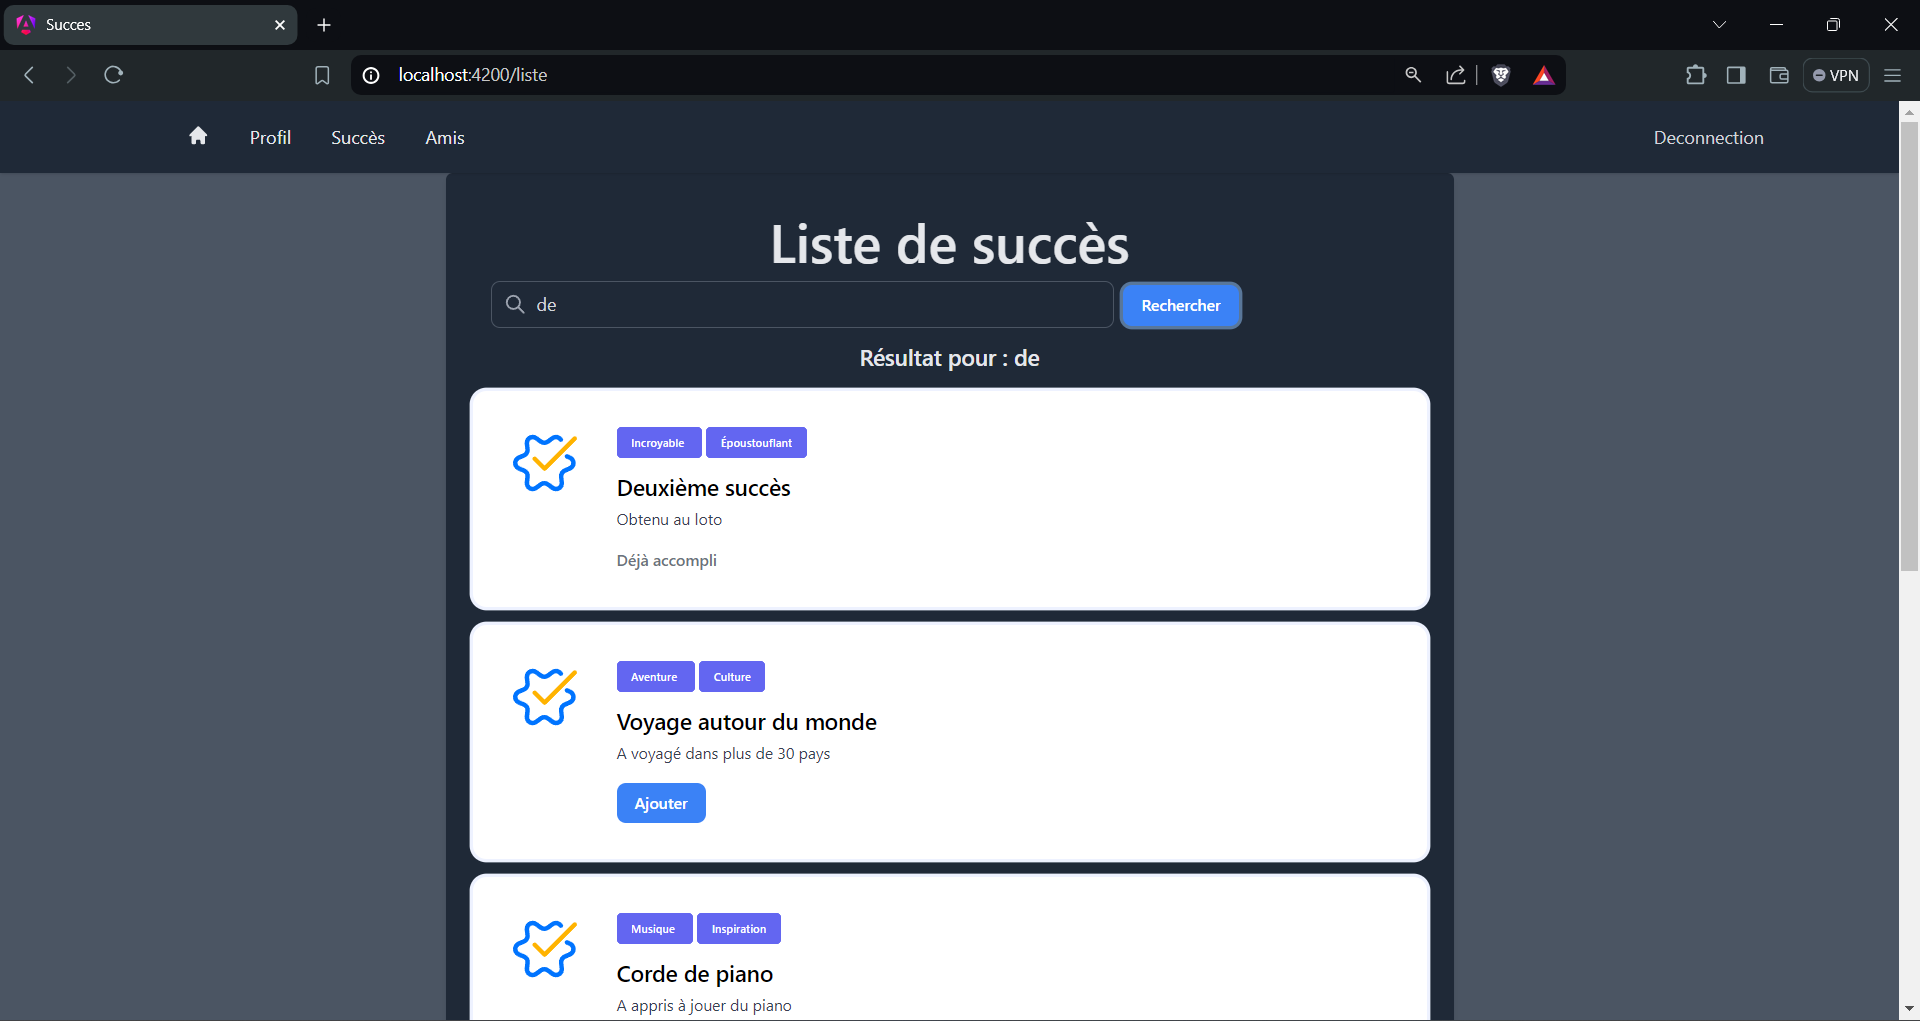 Succes
localhost:4200/liste
VPN
Profil Succès Amis Deconnection
Liste de succès
de Rechercher
Résultat pour : de
Incroyable Époustouflant
Deuxième succès
Obtenu au loto
Déjà accompli
Aventure Culture
Voyage autour du monde
A voyagé dans plus de 30 pays
Ajouter
Musique Inspiration
Corde de piano
A appris à jouer du piano